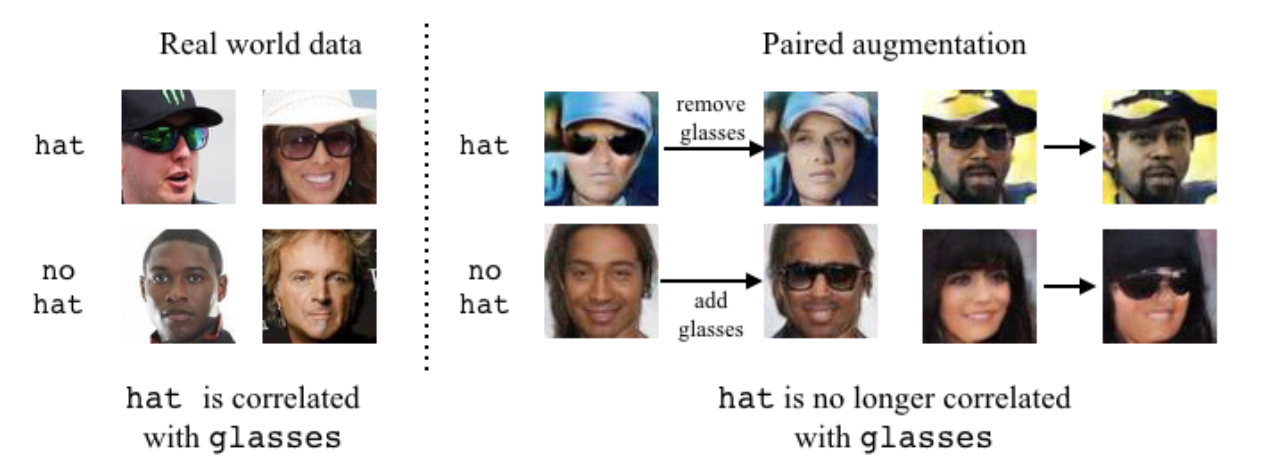 Real world data
hat
no
hat
hat is correlated
with glasses
Paired augmentation
hat
remove
glasses
no
hat
add
glasses
hat is no longer correlated
with glasses